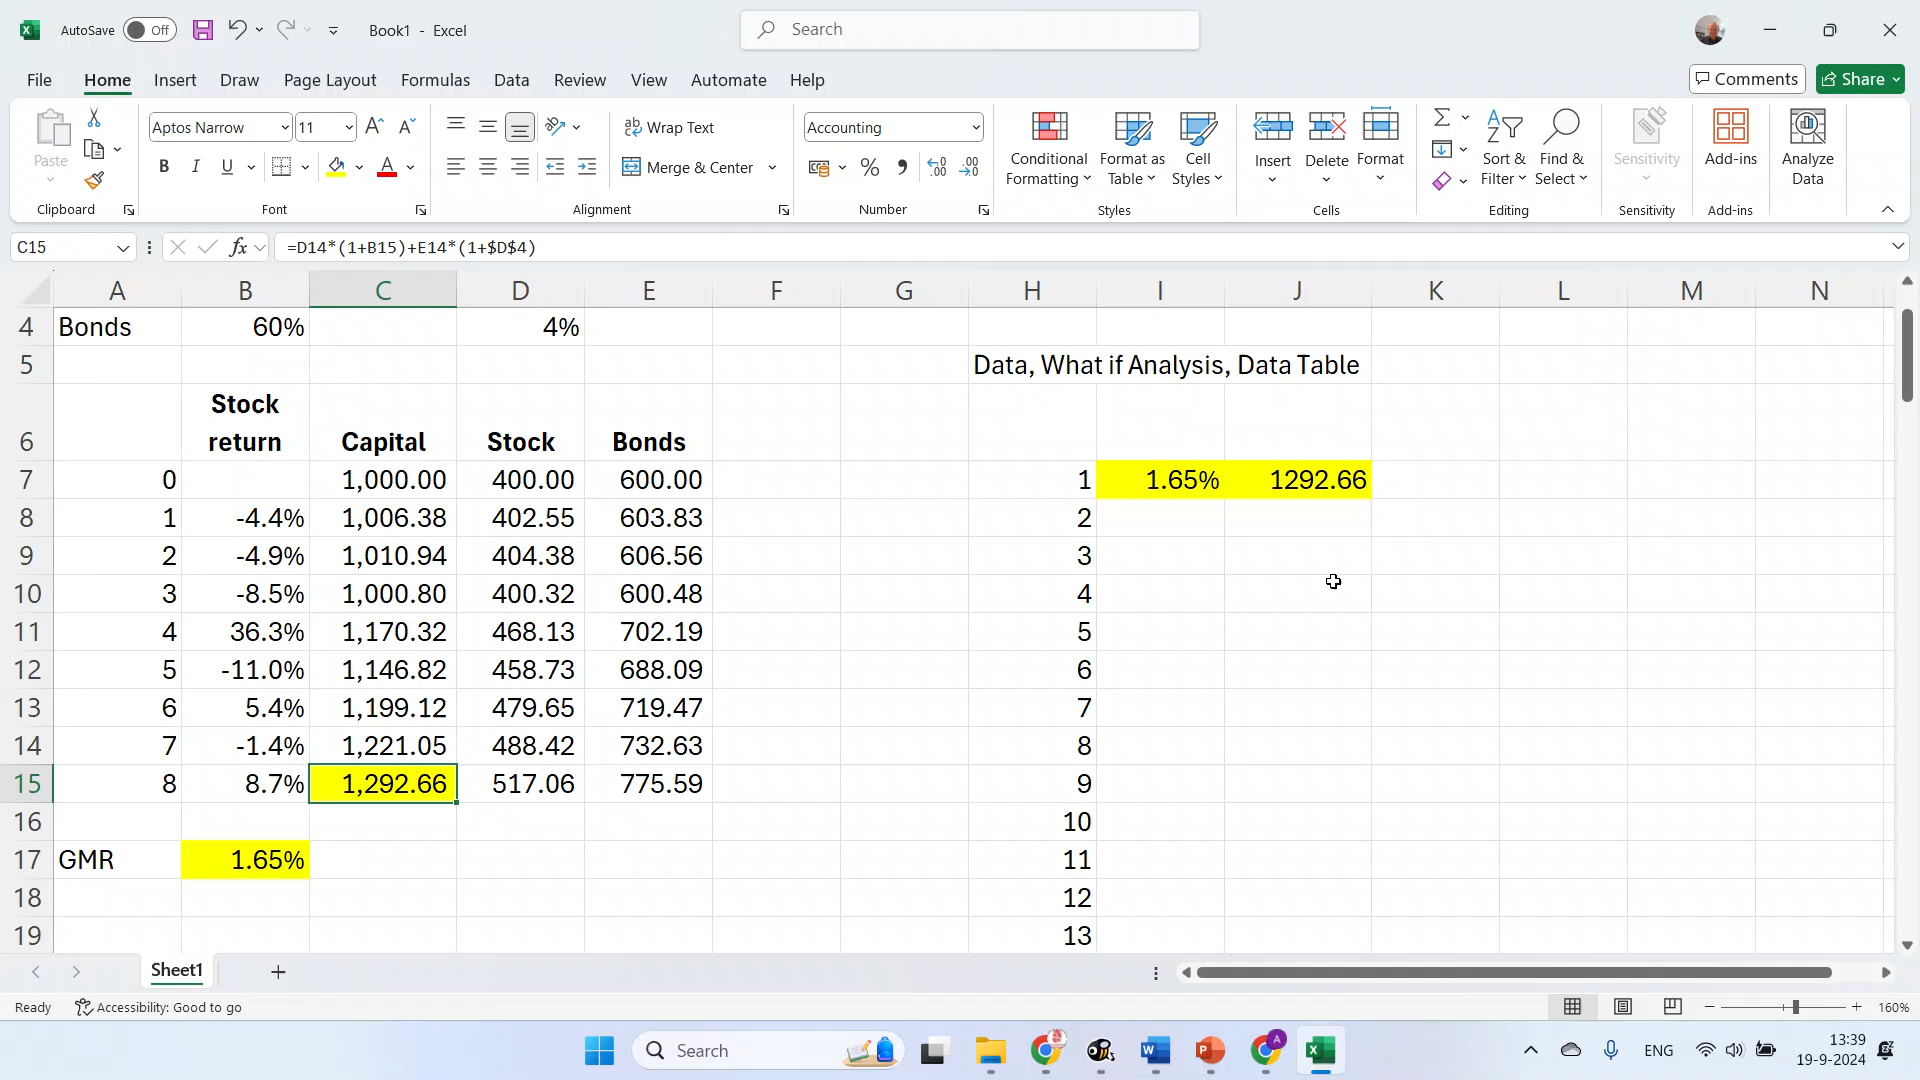 AutoSave Off Book1 - Excel Search
File Home Insert Draw Page Layout Formulas Data Review View Automate Help Comments Share
Paste Aptos Narrow 11 Wrap Text Accounting Conditional Formatting Format as Table Cell Styles Insert Delete Format Sort & Filter Find & Select Sensitivity Add-ins Analyze Data
B I U Merge & Center %
Clipboard Font Alignment Number Styles Cells Editing Sensitivity Add-ins
C15 fx =D14*(1+B15)+E14*(1+$D$4)
A B C D E F G H I J K L M N
4 Bonds 60% 4%
5 Data, What if Analysis, Data Table
6 Stock return Capital Stock Bonds
7 0 1,000.00 400.00 600.00 1 1.65% 1292.66
8 1 -4.4% 1,006.38 402.55 603.83 2
9 2 -4.9% 1,010.94 404.38 606.56 3
10 3 -8.5% 1,000.80 400.32 600.48 4
11 4 36.3% 1,170.32 468.13 702.19 5
12 5 -11.0% 1,146.82 458.73 688.09 6
13 6 5.4% 1,199.12 479.65 719.47 7
14 7 -1.4% 1,221.05 488.42 732.63 8
15 8 8.7% 1,292.66 517.06 775.59 9
16 10
17 GMR 1.65% 11
18 12
19 13
Sheet1
Ready Accessibility: Good to go 160%
Search ENG 13:39
19-9-2024